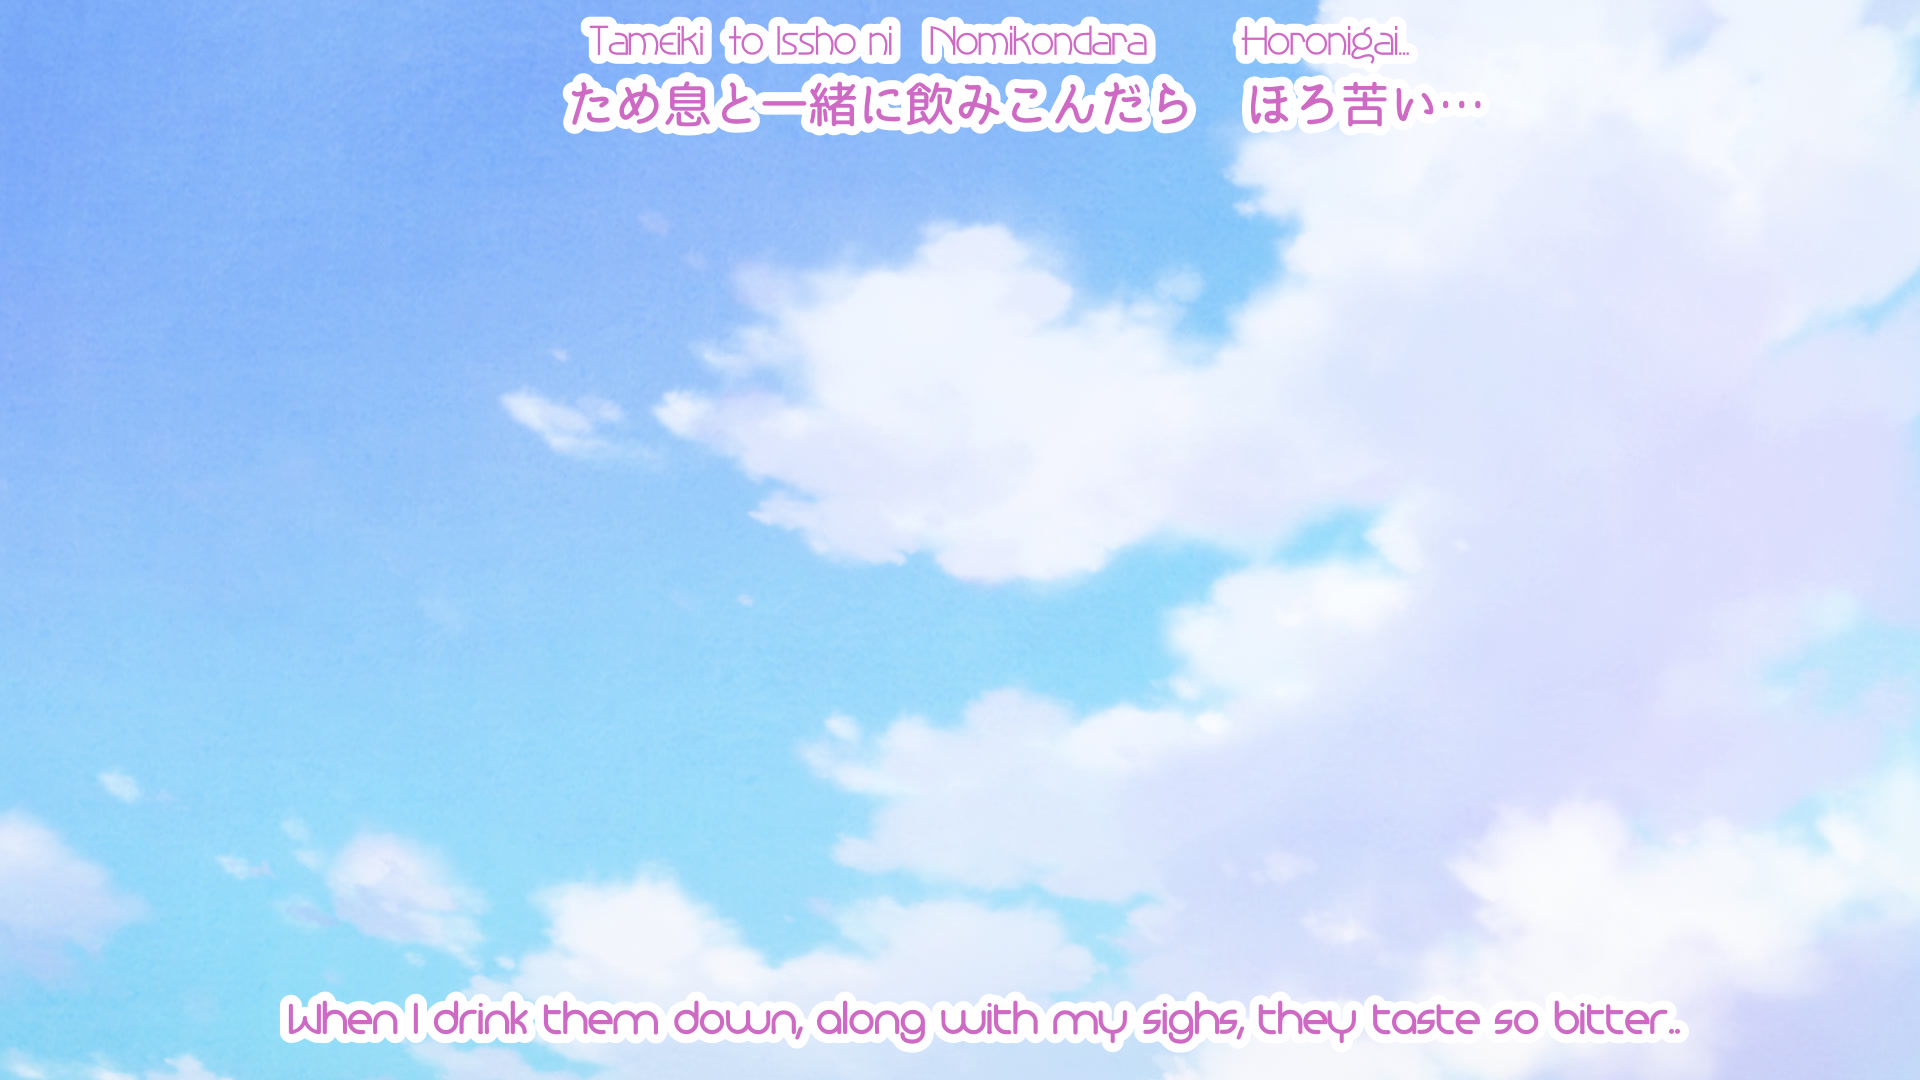 Tameiki to Issho ni Nomikondara Horonigai...
ため息と一緒に飲みこんだら ほろ苦い…
When I drink them down, along with my sighs, they taste so bitter..